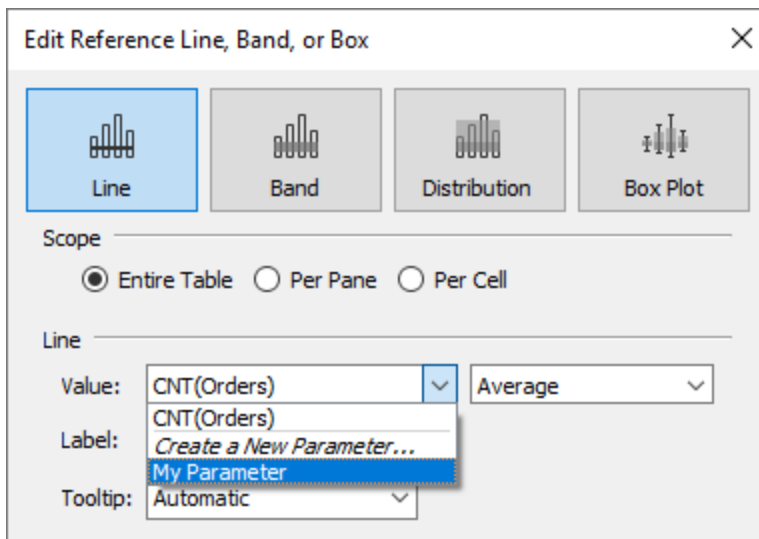 Edit Reference Line, Band, or Box
Line Band Distribution Box Plot
Scope
Entire Table Per Pane Per Cell
Line
Value: CNT(Orders) Average
CNT(Orders)
Label: Create a New Parameter...
My Parameter
Tooltip: Automatic